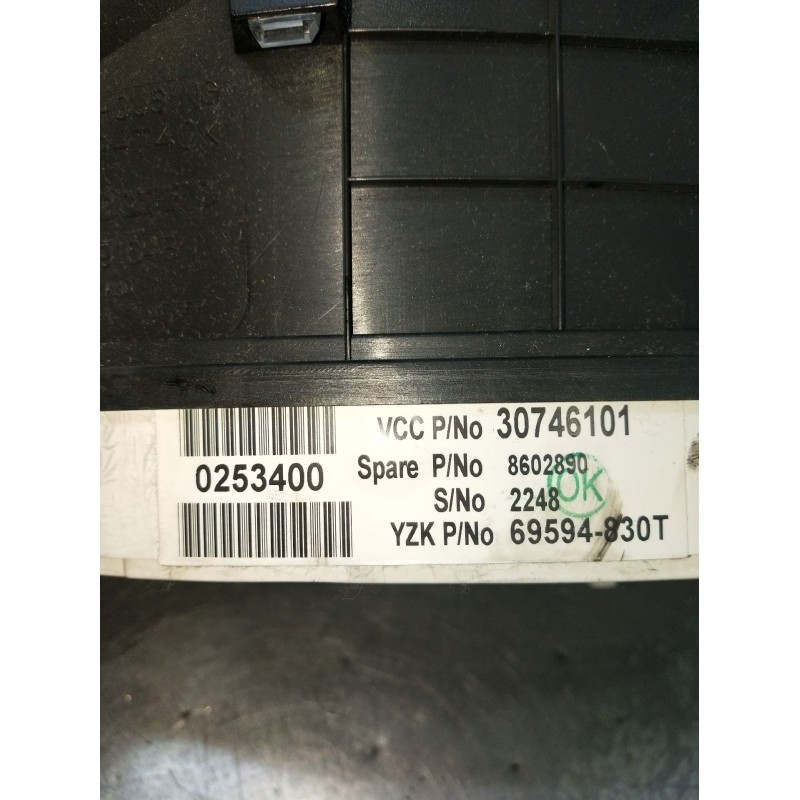 VCC P/No 30746101
0253400
Spare P/No 8602890
S/No 2248
OK
YZK P/No 69594-830T